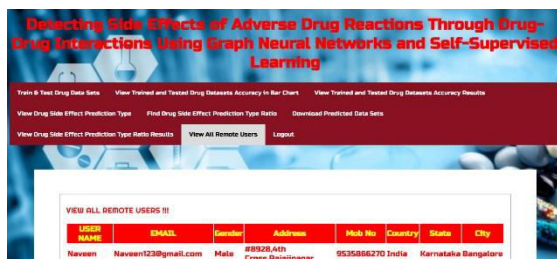 Detecting Side Effects of Adverse Drug Reactions Through Drug-
Drug Interactions Using Graph Neural Networks and Self-Supervised
Learning
Train & Test Drug Data Sets View Trained and Tested Drug Datasets Accuracy in Bar Chart View Trained and Tested Drug Datasets Accuracy Results
View Drug Side Effect Prediction Type Find Drug Side Effect Prediction Type Ratio Download Predicted Data Sets
View Drug Side Effect Prediction Type Ratio Results View All Remote Users Logout
VIEW ALL REMOTE USERS !!!
USER NAME EMAIL Gender Address Mob No Country State City
Naveen Naveen123@gmail.com Male #8928,4th Cross,Rajajinagar 9535866270 India Karnataka Bangalore